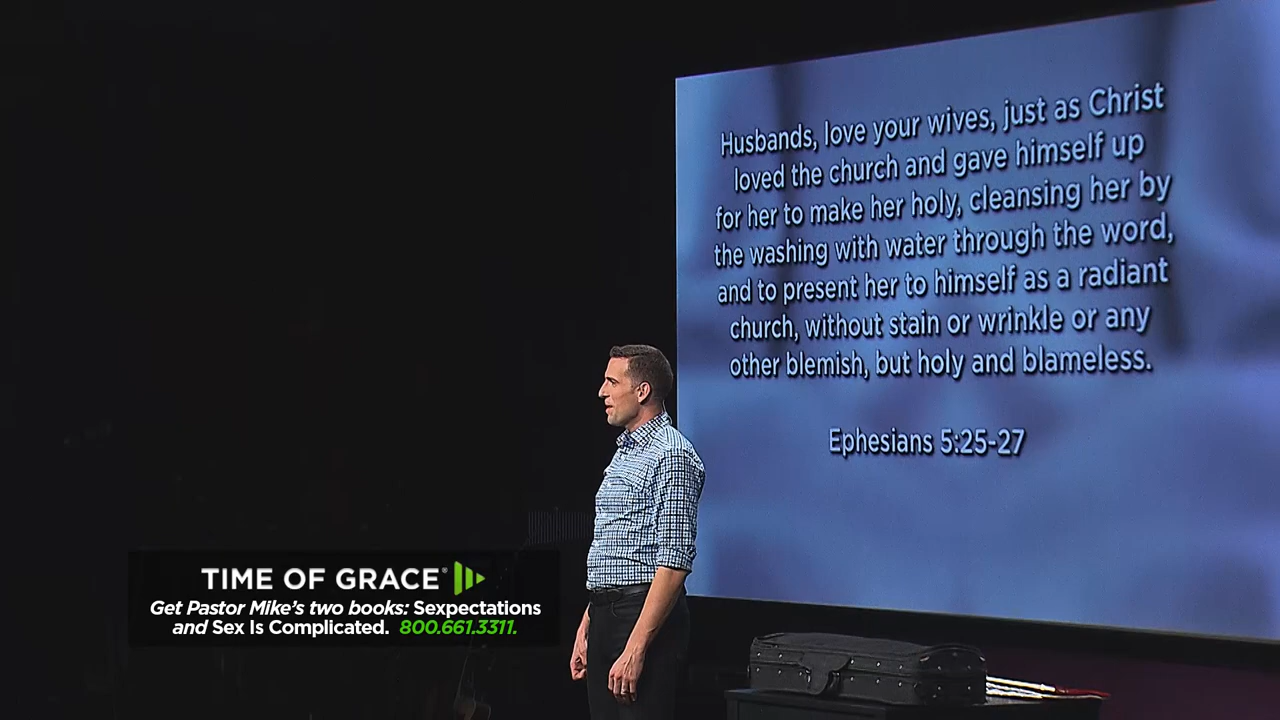 Husbands, love your wives, just as Christ
loved the church and gave himself up
for her to make her holy, cleansing her by
the washing with water through the word,
and to present her to himself as a radiant
church, without stain or wrinkle or any
other blemish, but holy and blameless.
Ephesians 5:25-27
TIME OF GRACE®
Get Pastor Mike's two books: Sexpectations
and Sex Is Complicated. 800.661.3311.